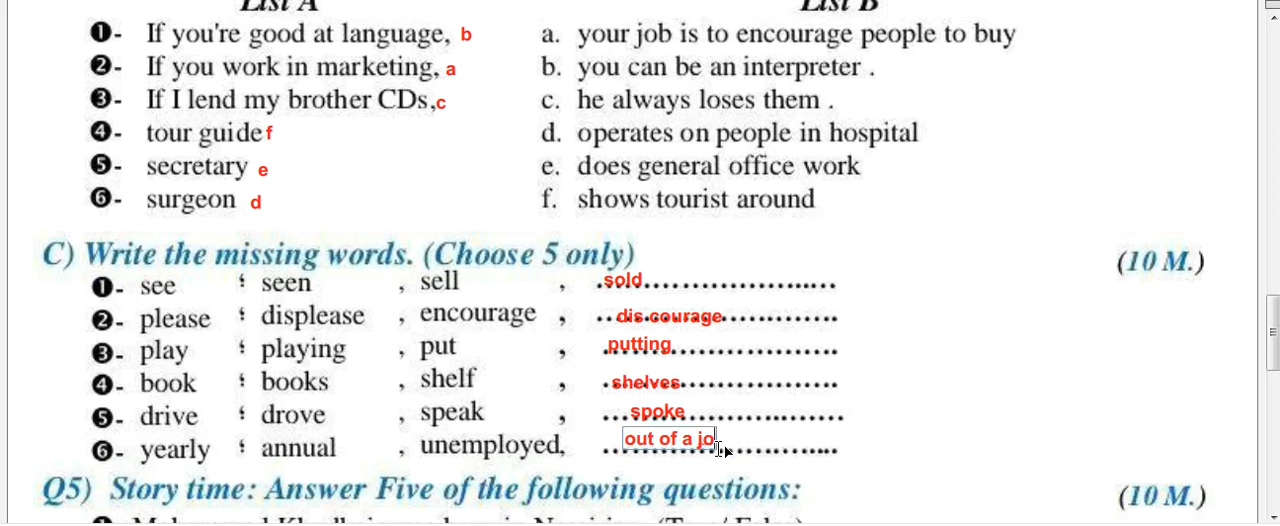 List A List B
❶- If you're good at language, b a. your job is to encourage people to buy
❷- If you work in marketing, a b. you can be an interpreter .
❸- If I lend my brother CDs, c c. he always loses them .
❹- tour guide f d. operates on people in hospital
❺- secretary e e. does general office work
❻- surgeon d f. shows tourist around
C) Write the missing words. (Choose 5 only) (10 M.)
❶- see ؛ seen , sell , sold
❷- please ؛ displease , encourage , dis courage
❸- play ؛ playing , put , putting
❹- book ؛ books , shelf , shelves
❺- drive ؛ drove , speak , spoke
❻- yearly ؛ annual , unemployed, out of a jo
Q5) Story time: Answer Five of the following questions: (10 M.)